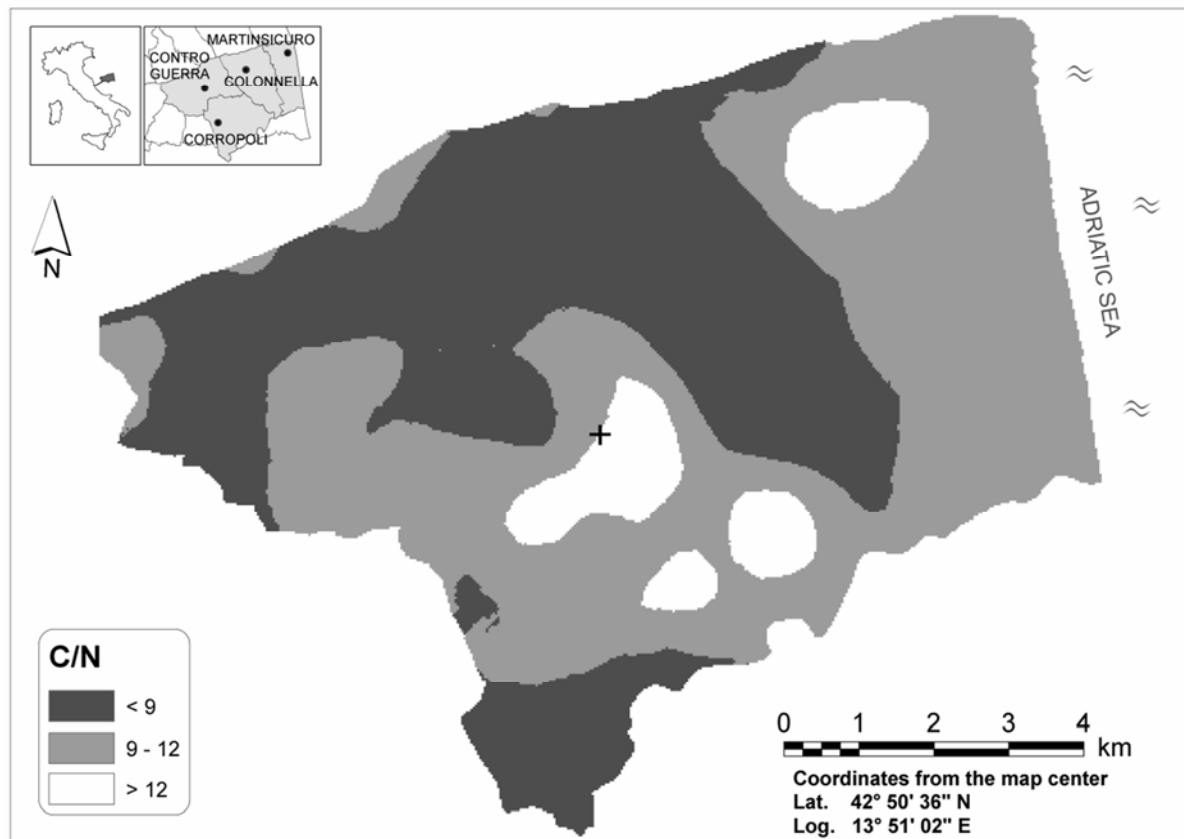 MARTINSICURO
CONTRO
GUERRA
COLONNELLA
CORROPOLI
N
ADRIATIC SEA
C/N
< 9
9 - 12
> 12
0 1 2 3 4
km
Coordinates from the map center
Lat. 42° 50' 36" N
Log. 13° 51' 02" E